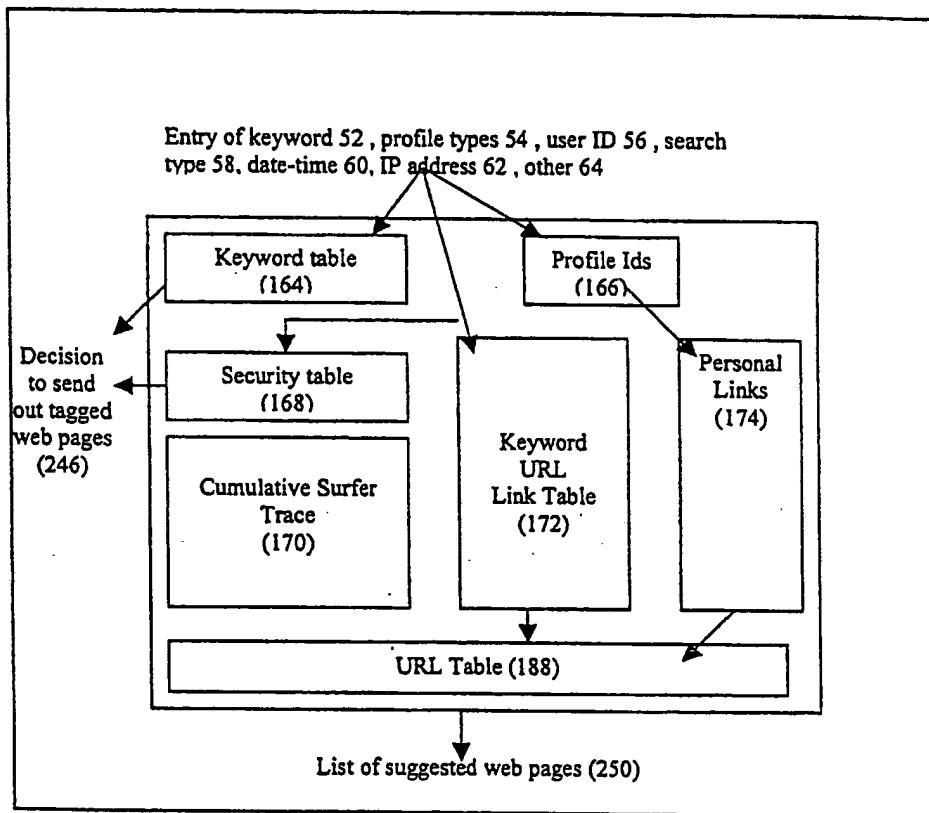 Entry of keyword 52 , profile types 54 , user ID 56 , search
type 58, date-time 60, IP address 62 , other 64
Keyword table
(164)
Profile Ids
(166)
Decision
to send
out tagged
web pages
(246)
Security table
(168)
Personal
Links
(174)
Cumulative Surfer
Trace
(170)
Keyword
URL
Link Table
(172)
URL Table (188)
List of suggested web pages (250)